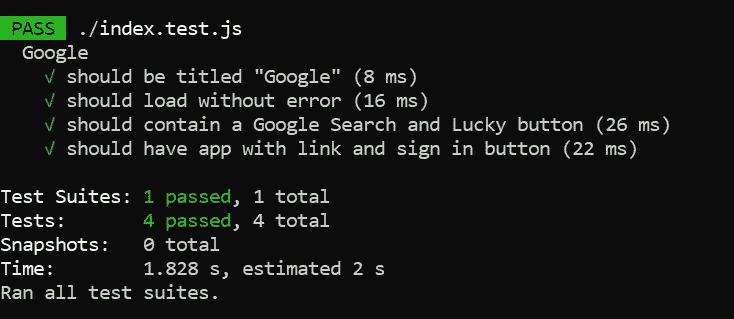 PASS ./index.test.js
Google
√ should be titled "Google" (8 ms)
√ should load without error (16 ms)
√ should contain a Google Search and Lucky button (26 ms)
√ should have app with link and sign in button (22 ms)
Test Suites: 1 passed, 1 total
Tests: 4 passed, 4 total
Snapshots: 0 total
Time: 1.828 s, estimated 2 s
Ran all test suites.